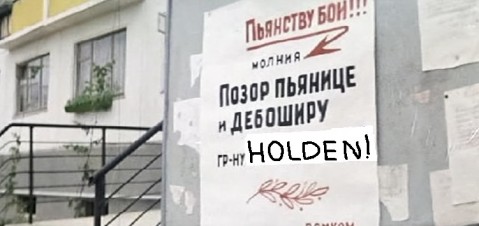 ПЬЯНСТВУ БОЙ!!!
МОЛНИЯ
ПОЗОР ПЬЯНИЦЕ
И ДЕБОШИРУ
ГР-НУ HOLDEN!
ДОМКОМ